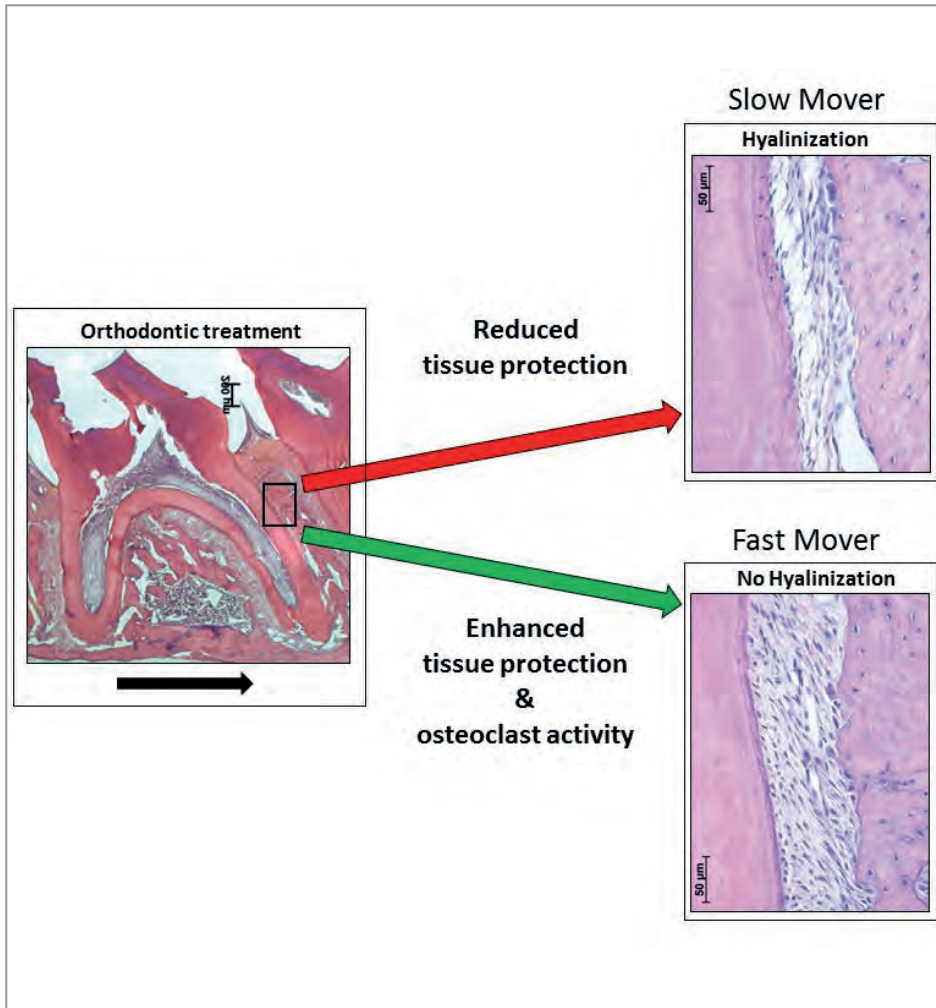 Slow Mover
Hyalinization
50 µm
Orthodontic treatment
Reduced
tissue protection
Fast Mover
No Hyalinization
Enhanced
tissue protection
&
osteoclast activity
50 µm